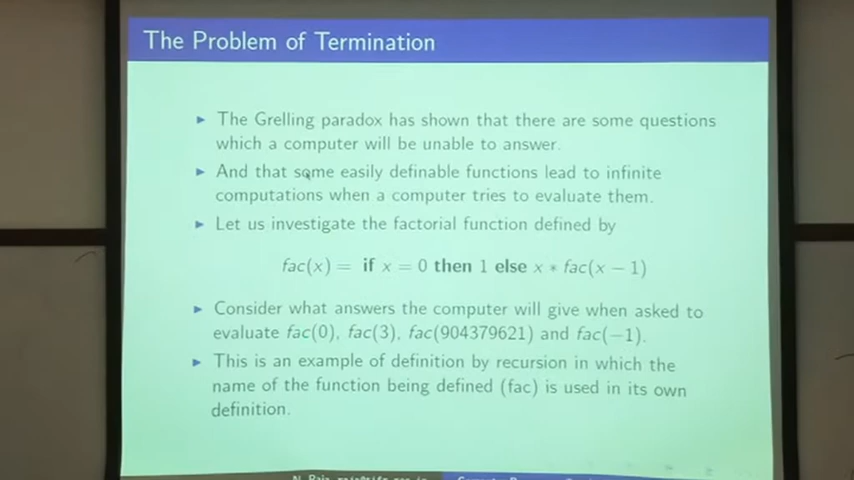 The Problem of Termination
▶ The Grelling paradox has shown that there are some questions
which a computer will be unable to answer.
▶ And that some easily definable functions lead to infinite
computations when a computer tries to evaluate them.
▶ Let us investigate the factorial function defined by
fac(x) = if x = 0 then 1 else x ∗ fac(x − 1)
▶ Consider what answers the computer will give when asked to
evaluate fac(0), fac(3), fac(904379621) and fac(−1).
▶ This is an example of definition by recursion in which the
name of the function being defined (fac) is used in its own
definition.